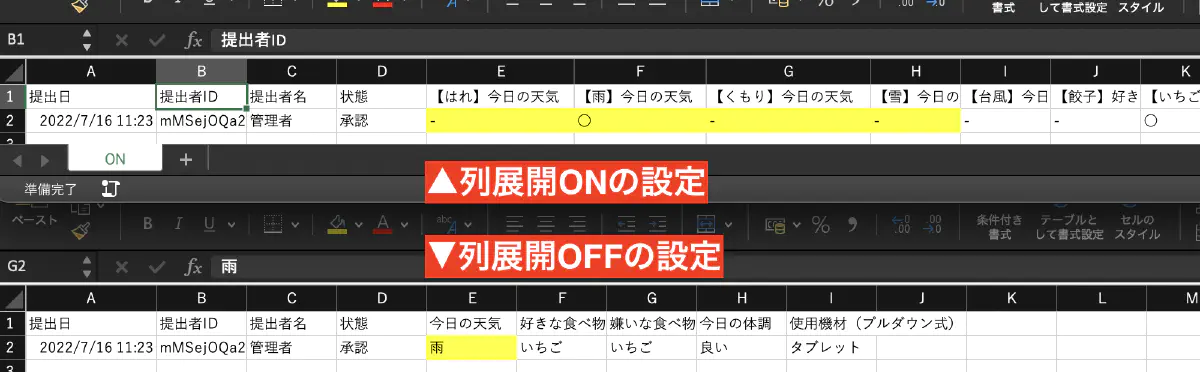 B I U .00 →.0 % 書式 して書式設定 スタイル
B1 fx 提出者ID
A B C D E F G H I J K
1 提出日 提出者ID 提出者名 状態 【はれ】今日の天気 【雨】今日の天気 【くもり】今日の天気 【雪】今日の 【台風】今日 【餃子】好き 【いちご
2 2022/7/16 11:23 mMSejOQa2 管理者 承認 - ○ - - - - ○
3
ON +
▲列展開ONの設定
準備完了
ペースト B I U A abc % 条件付き テーブルと セルの
書式 して書式設定 スタイル
▼列展開OFFの設定
G2 fx 雨
A B C D E F G H I J K L M
1 提出日 提出者ID 提出者名 状態 今日の天気 好きな食べ物 嫌いな食べ物 今日の体調 使用機材（プルダウン式）
2 2022/7/16 11:23 mMSejOQa2 管理者 承認 雨 いちご いちご 良い タブレット
3